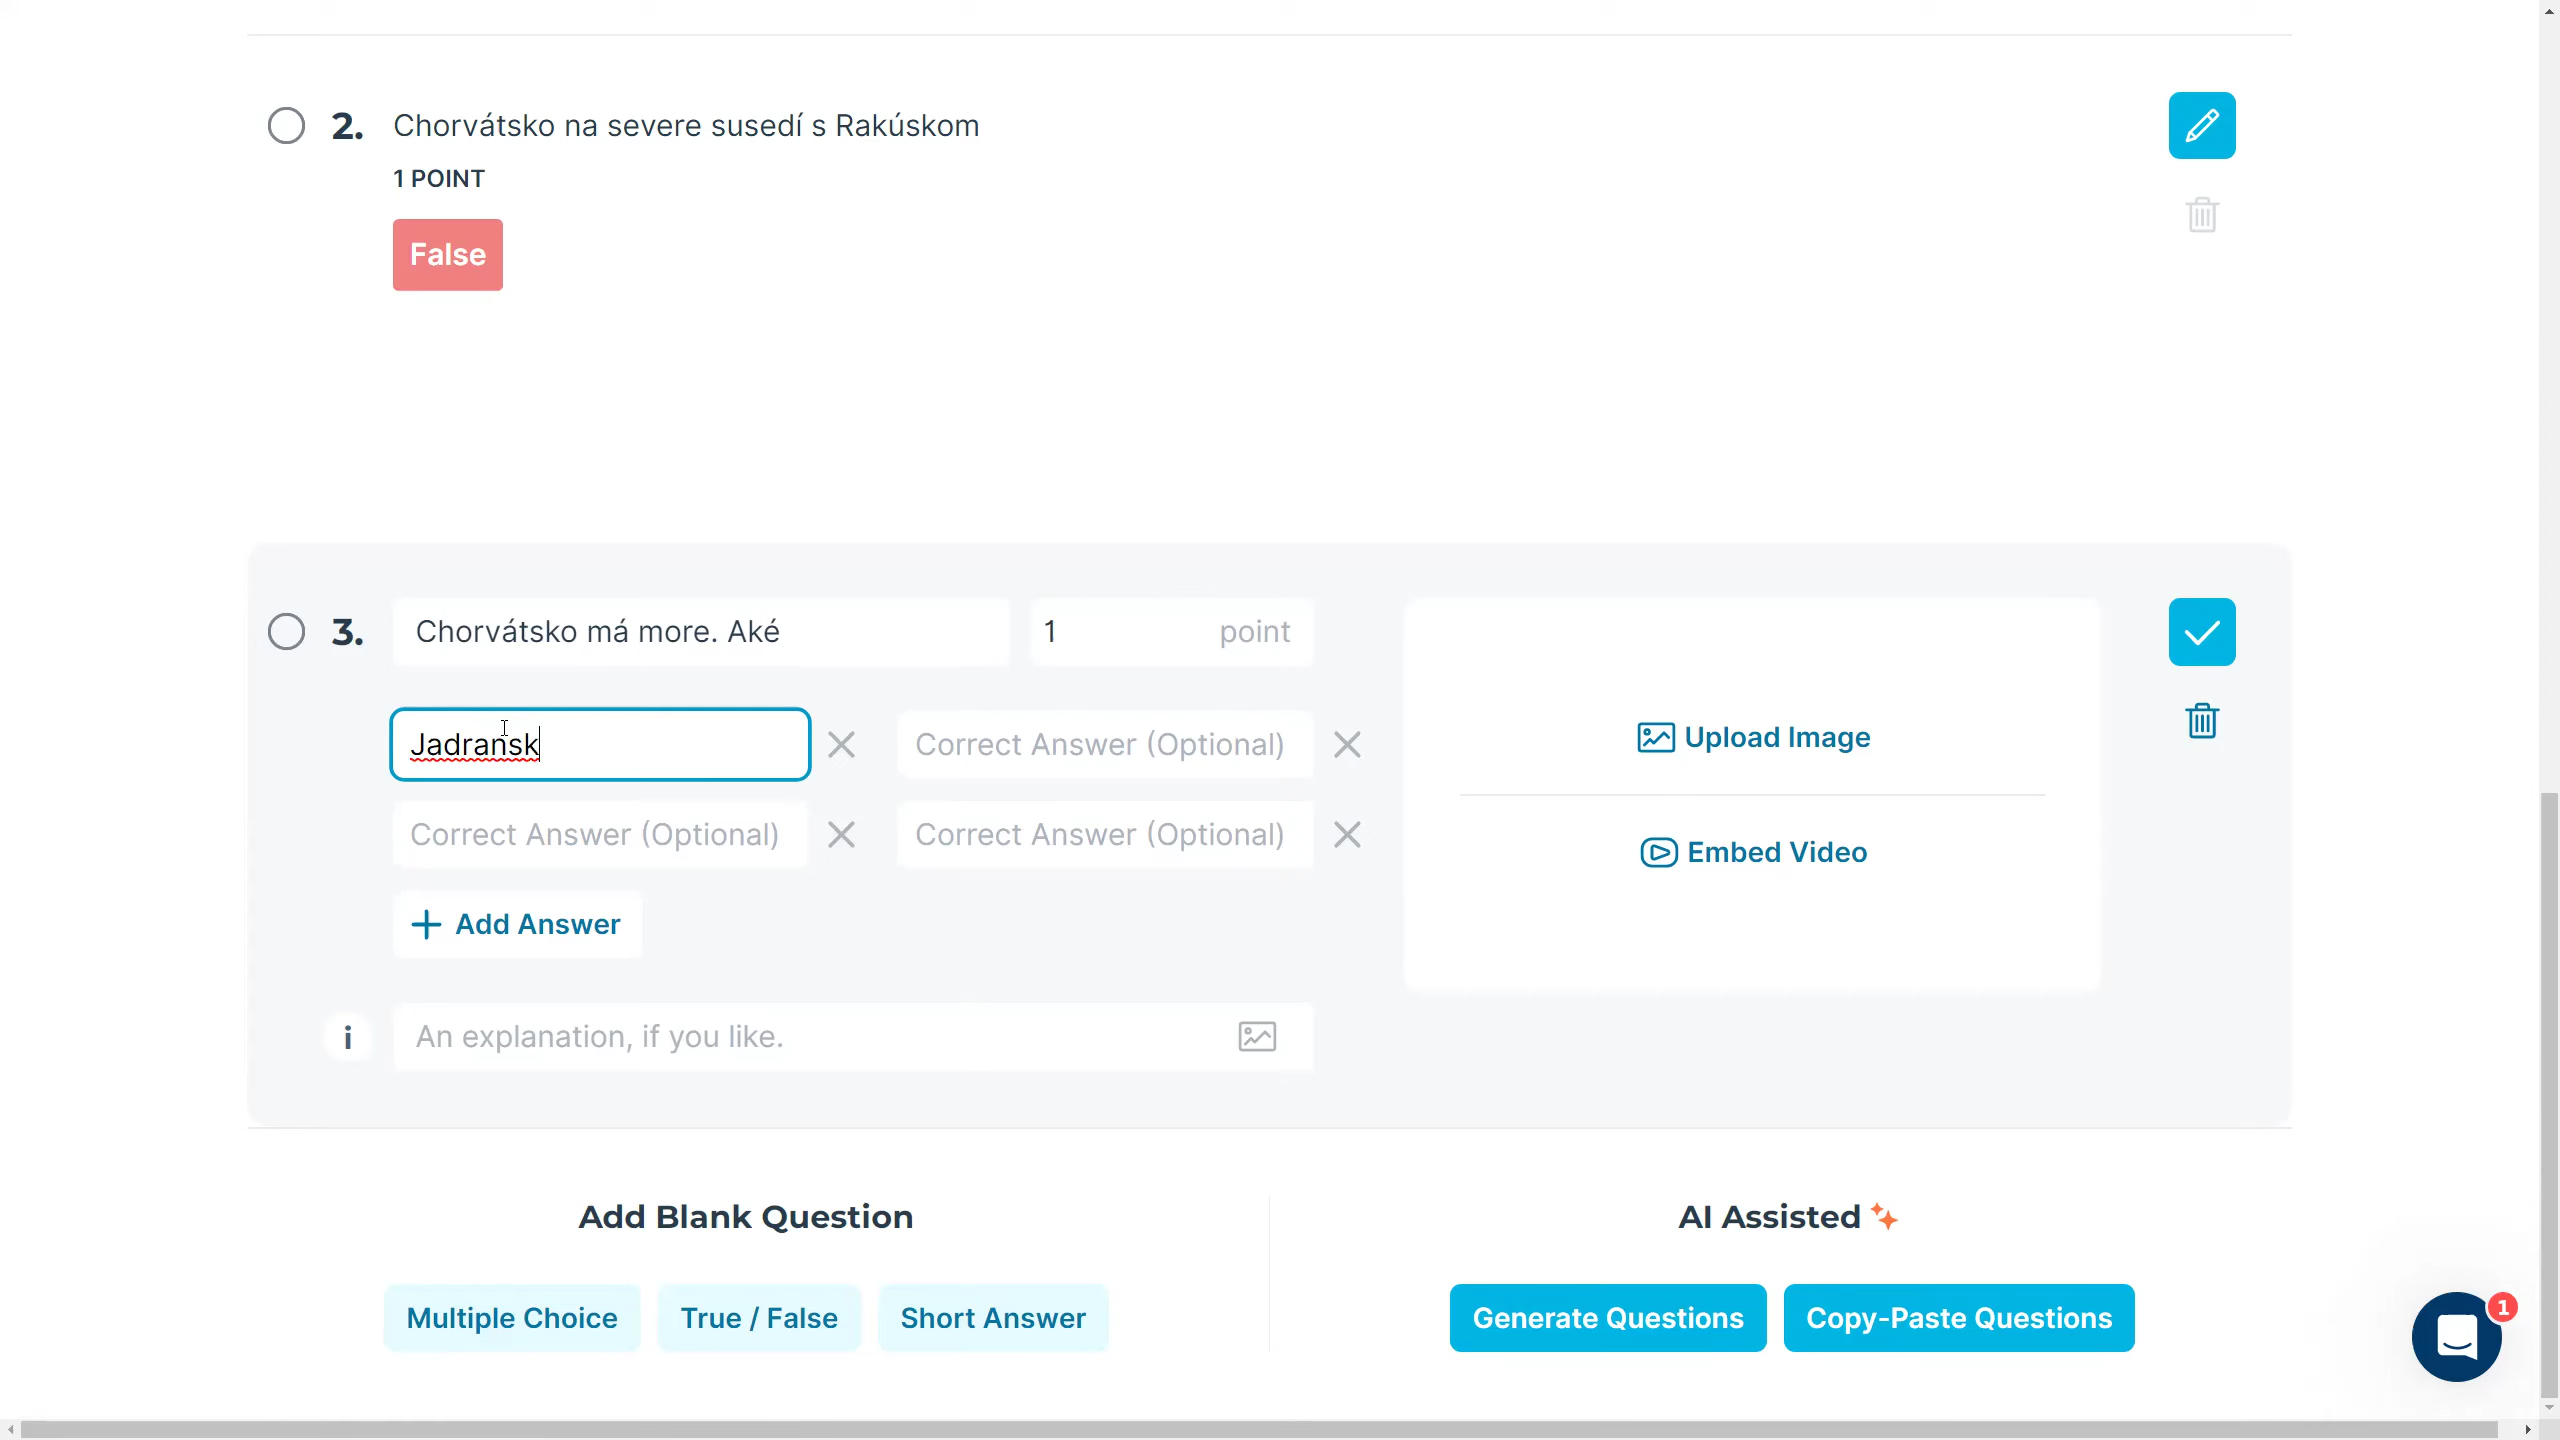 2. Chorvátsko na severe susedí s Rakúskom
1 POINT
False
3. Chorvátsko má more. Aké
1 point
Jadransk
Correct Answer (Optional)
Correct Answer (Optional)
Correct Answer (Optional)
Add Answer
Upload Image
Embed Video
i
An explanation, if you like.
Add Blank Question
Multiple Choice
True / False
Short Answer
AI Assisted
Generate Questions
Copy-Paste Questions
1